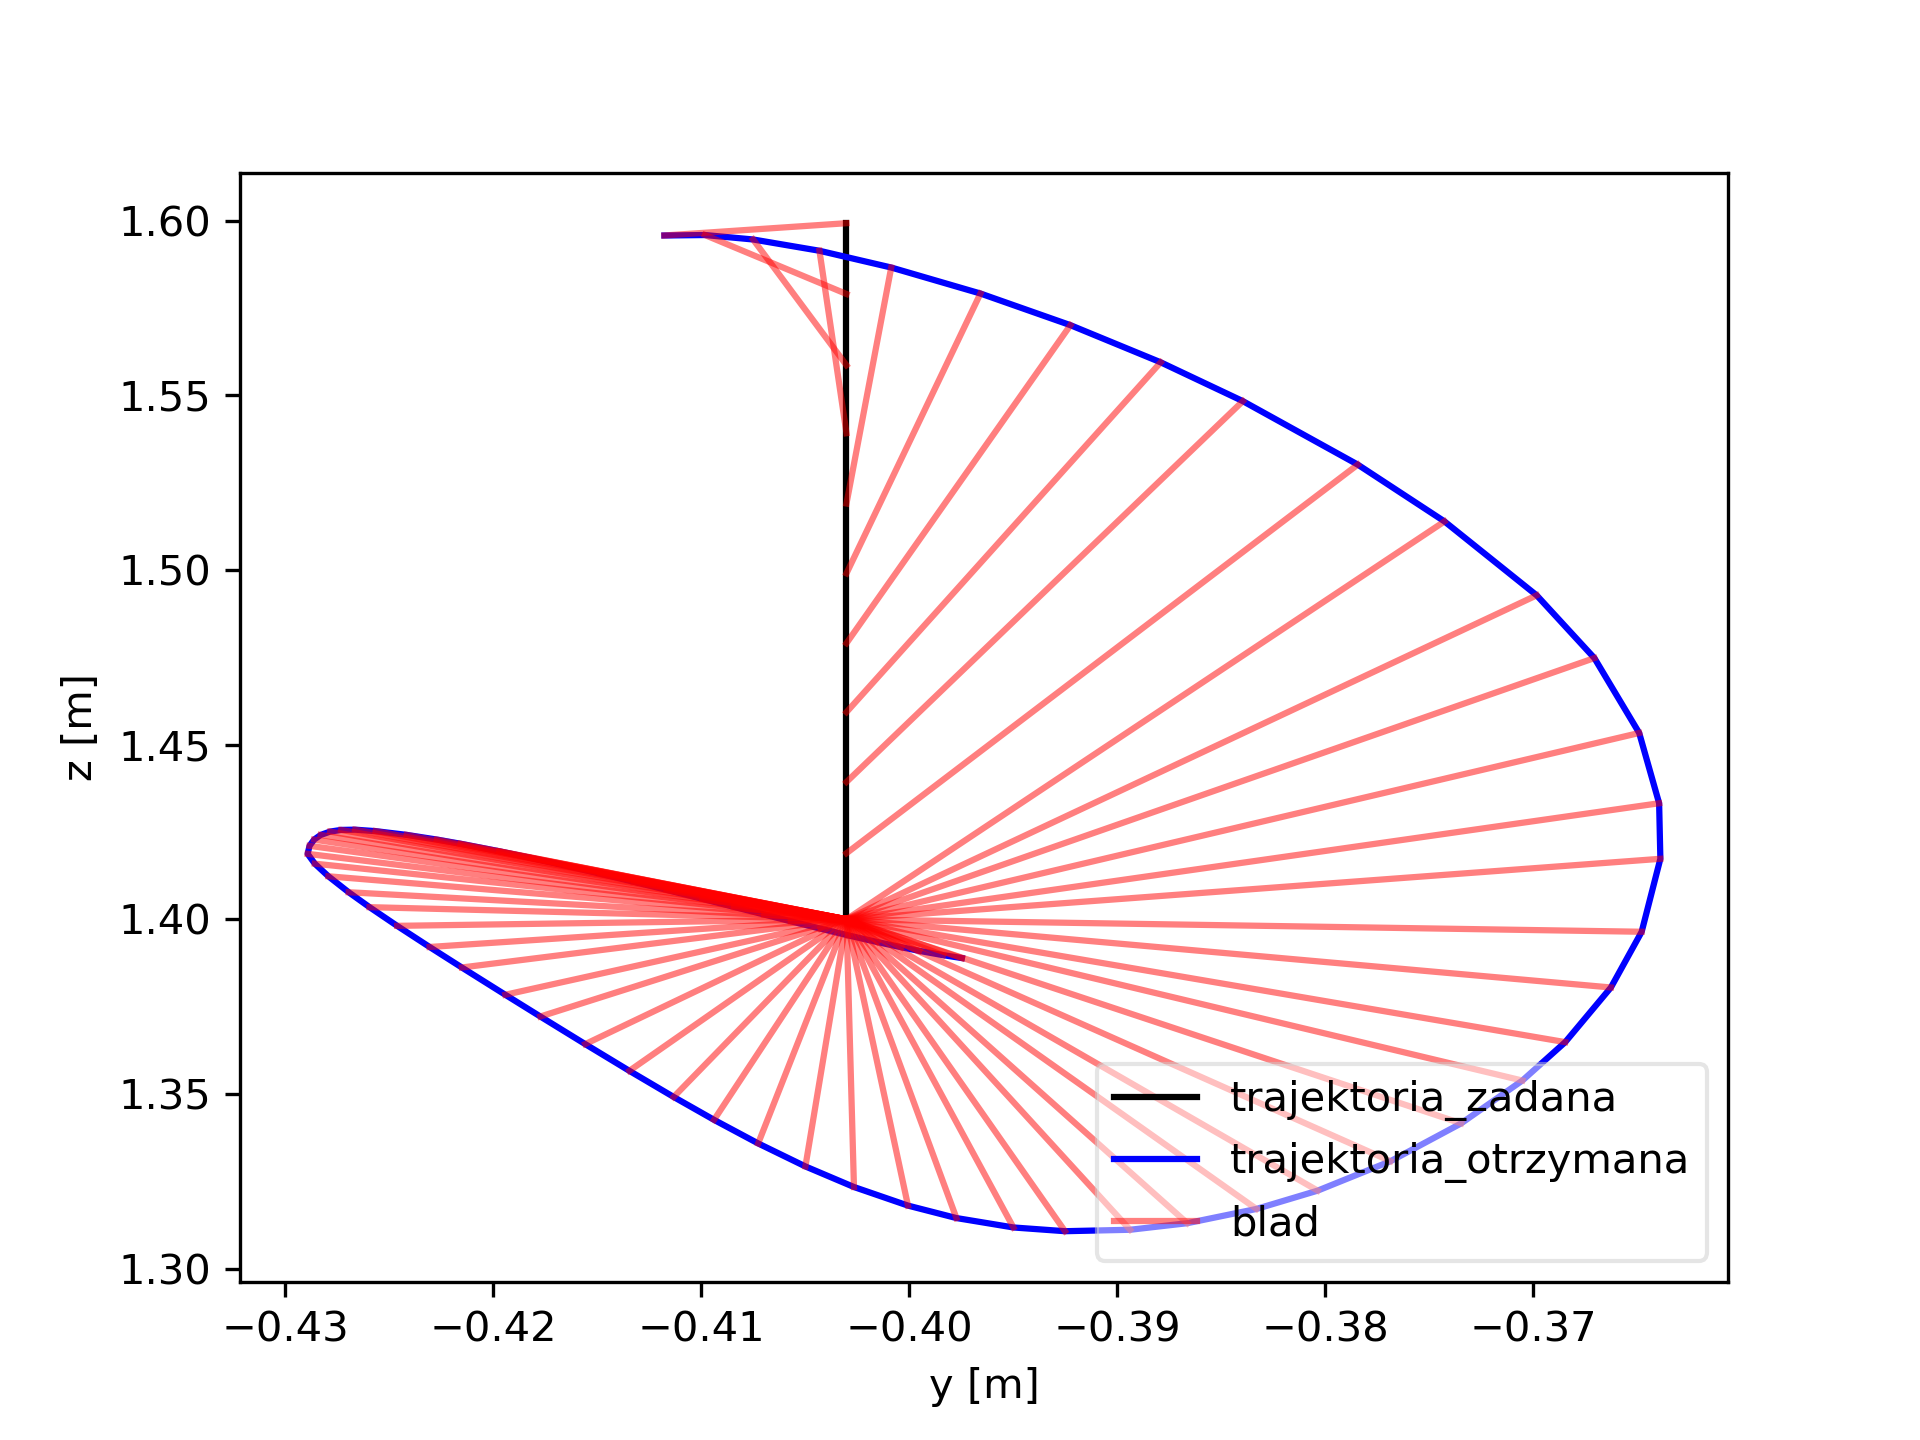 z [m]
1.60
1.55
1.50
1.45
1.40
1.35
1.30
trajektoria_zadana
trajektoria_otrzymana
blad
−0.43 −0.42 −0.41 −0.40 −0.39 −0.38 −0.37
y [m]